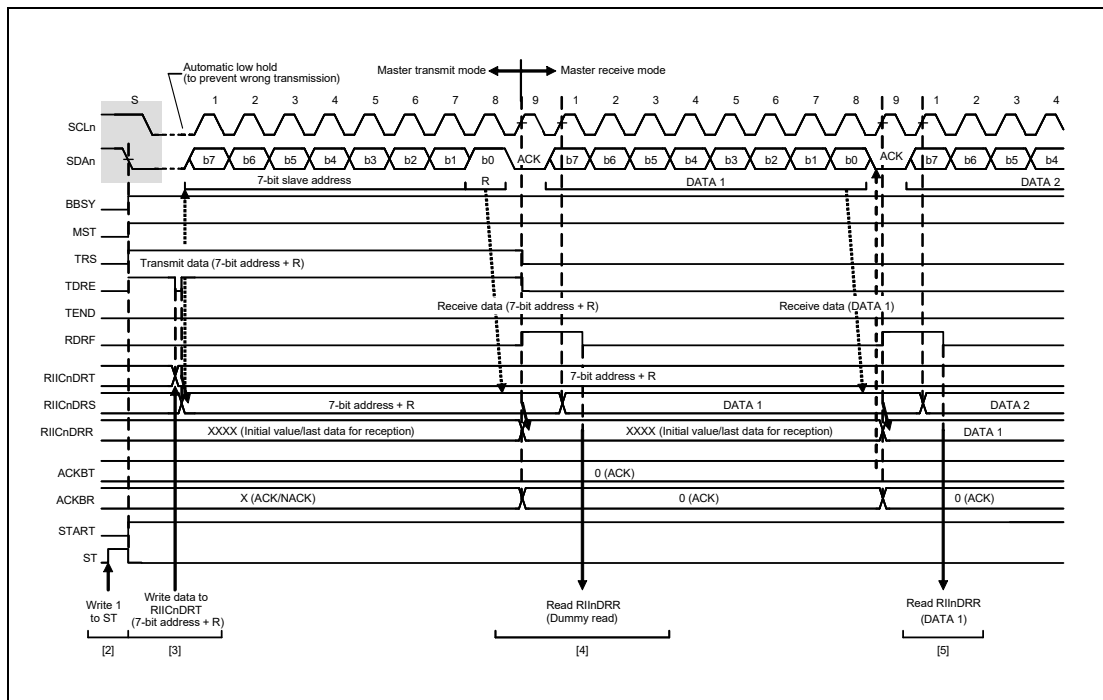 Automatic low hold
(to prevent wrong transmission)
Master transmit mode Master receive mode
S 1 2 3 4 5 6 7 8 9 1 2 3 4 5 6 7 8 9 1 2 3 4
SCLn
SDAn b7 b6 b5 b4 b3 b2 b1 b0 ACK b7 b6 b5 b4 b3 b2 b1 b0 ACK b7 b6 b5 b4
7-bit slave address R DATA 1 DATA 2
BBSY
MST
TRS
Transmit data (7-bit address + R)
TDRE
Receive data (7-bit address + R) Receive data (DATA 1)
TEND
RDRF
RIICnDRT 7-bit address + R
RIICnDRS 7-bit address + R DATA 1 DATA 2
RIICnDRR XXXX (Initial value/last data for reception) XXXX (Initial value/last data for reception) DATA 1
ACKBT 0 (ACK)
ACKBR X (ACK/NACK) 0 (ACK) 0 (ACK)
START
ST
Write 1
to ST
Write data to
RIICnDRT
(7-bit address + R)
Read RIInDRR
(Dummy read)
Read RIInDRR
(DATA 1)
[2] [3] [4] [5]